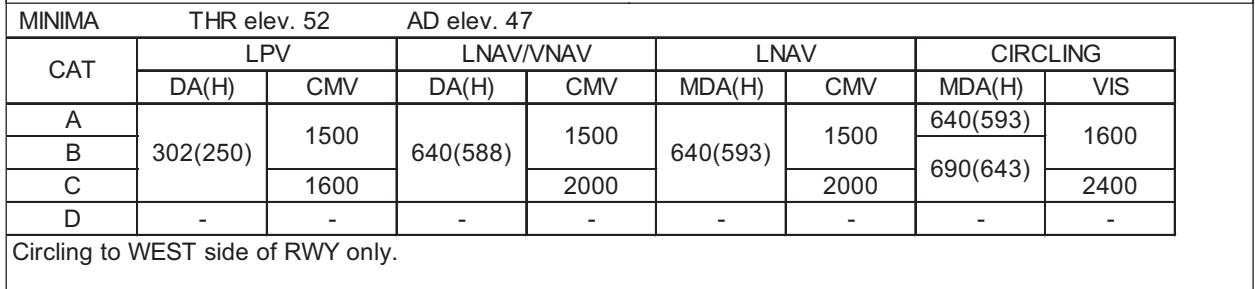 MINIMA THR elev. 52 AD elev. 47
CAT LPV LNAV/VNAV LNAV CIRCLING
DA(H) CMV DA(H) CMV MDA(H) CMV MDA(H) VIS
A 302(250) 1500 640(588) 1500 640(593) 1500 640(593) 1600
B 690(643)
C 1600 2000 2000 2400
D - - - - - - - -
Circling to WEST side of RWY only.